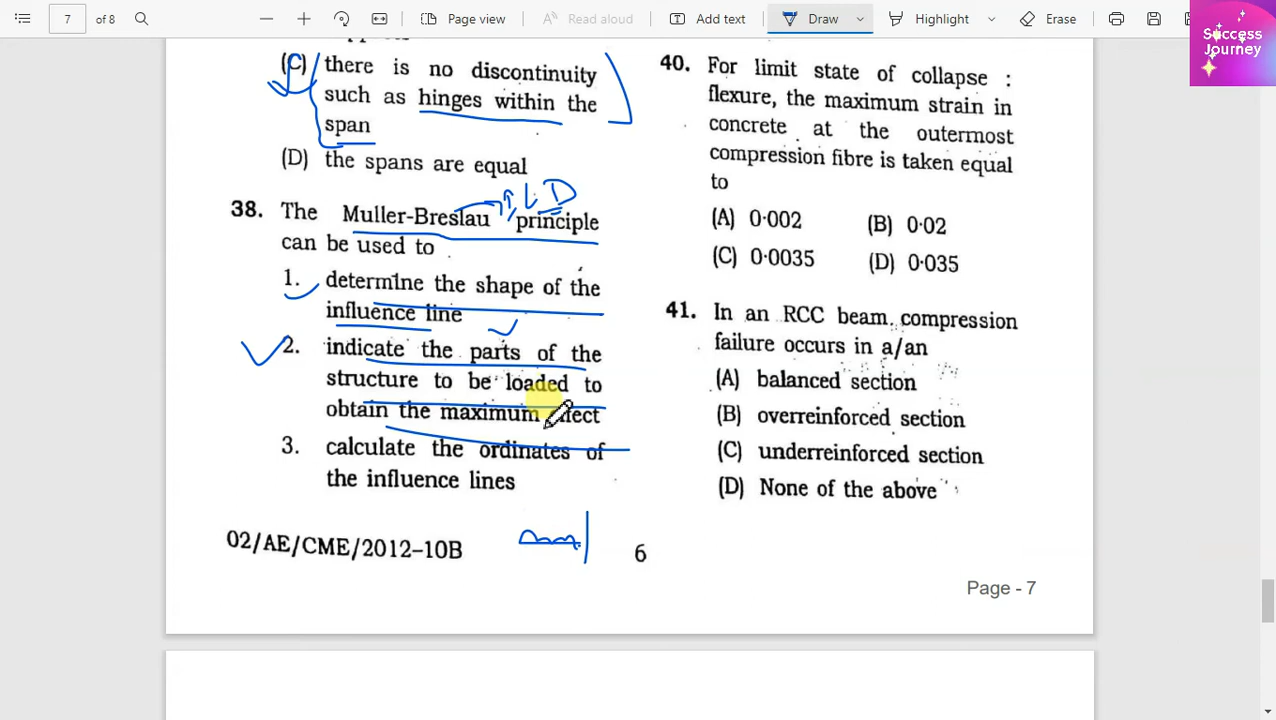 7
of 8
Page view
Read aloud
Add text
Draw
Highlight
Erase
Success
Journey
(C) there is no discontinuity
such as hinges within the
span
(D) the spans are equal
38. The Muller-Breslau principle
can be used to
1. determine the shape of the
influence line
2. indicate the parts of the
structure to be loaded to
obtain the maximum effect
3. calculate the ordinates of
the influence lines
02/AE/CME/2012-10B
6
40. For limit state of collapse :
flexure, the maximum strain in
concrete at the outermost
compression fibre is taken equal
to
(A) 0·002 (B) 0·02
(C) 0·0035 (D) 0·035
41. In an RCC beam, compression
failure occurs in a/an
(A) balanced section
(B) overreinforced section
(C) underreinforced section
(D) None of the above
Page - 7